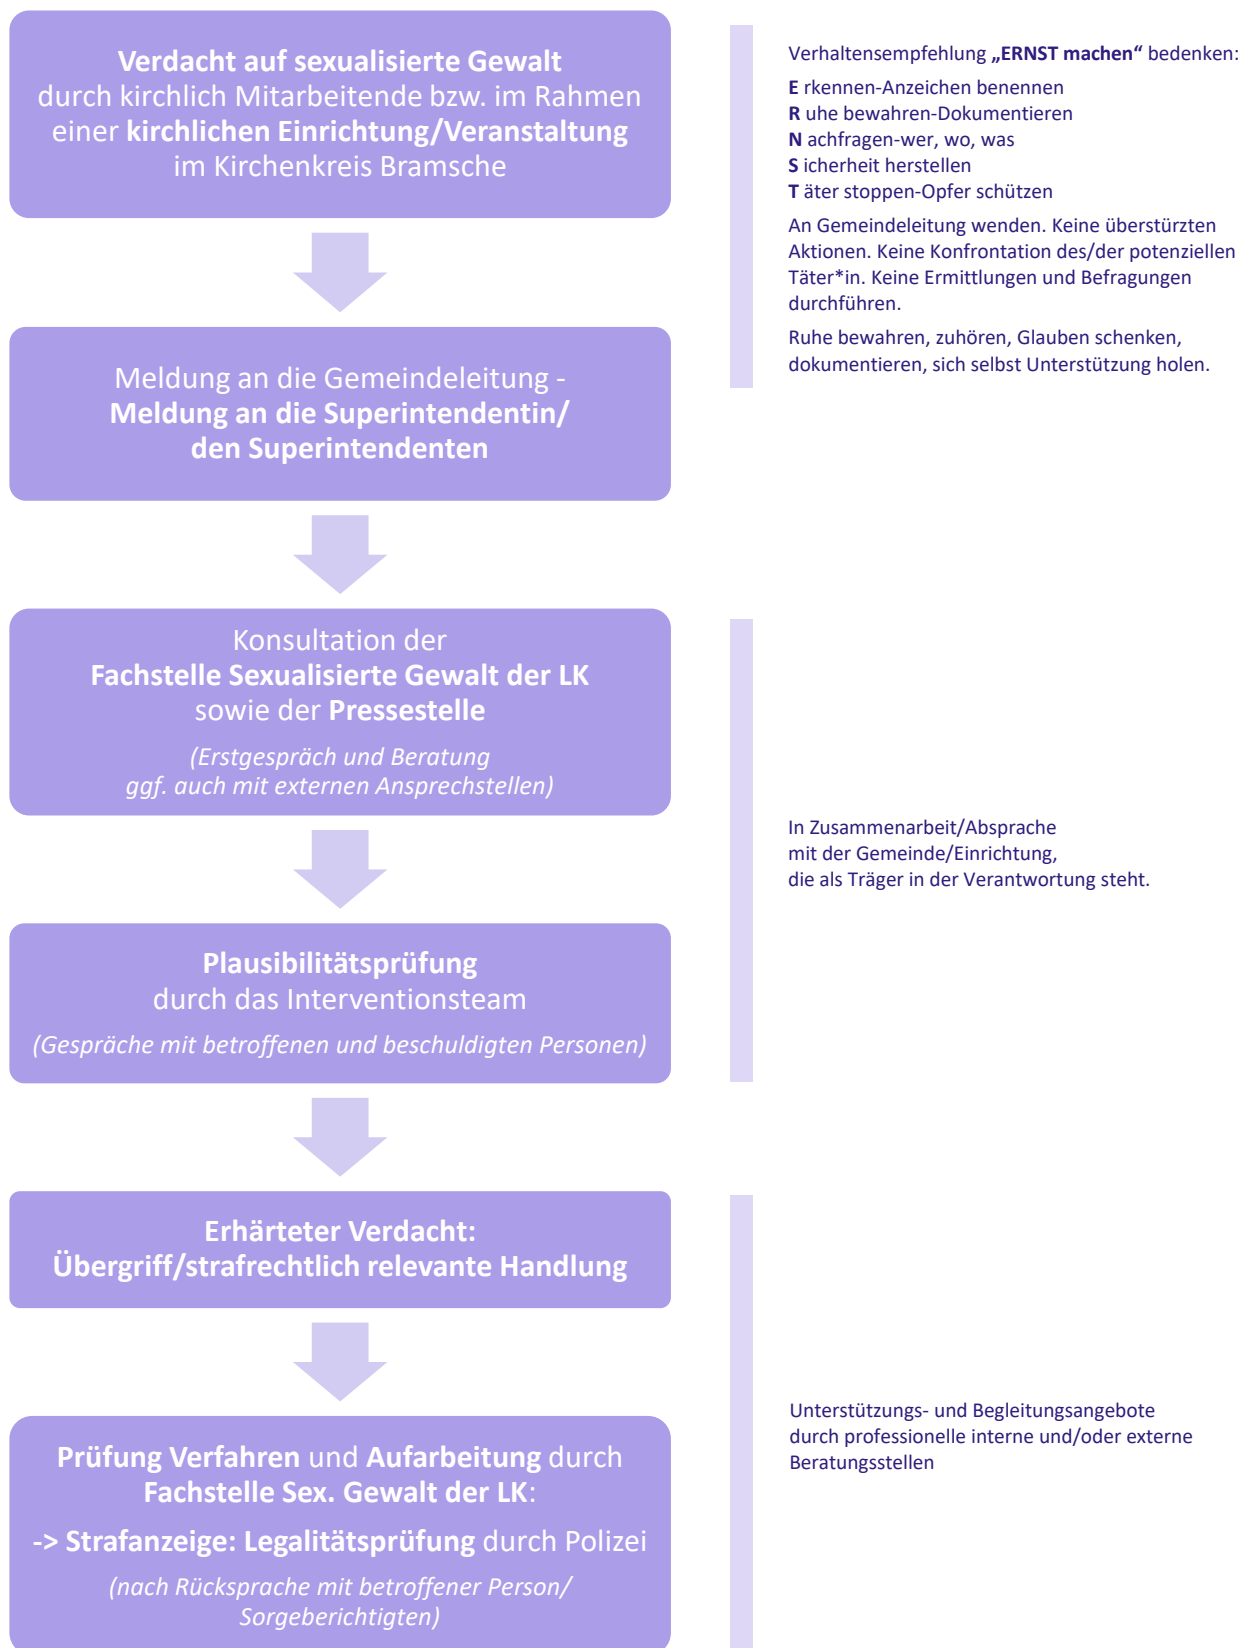 Verdacht auf sexualisierte Gewalt
durch kirchlich Mitarbeitende bzw. im Rahmen
einer kirchlichen Einrichtung/Veranstaltung
im Kirchenkreis Bramsche
Verhaltensempfehlung „ERNST machen“ bedenken:
E rkennen-Anzeichen benennen
R uhe bewahren-Dokumentieren
N achfragen-wer, wo, was
S icherheit herstellen
T äter stoppen-Opfer schützen
An Gemeindeleitung wenden. Keine überstürzten
Aktionen. Keine Konfrontation des/der potenziellen
Täter*in. Keine Ermittlungen und Befragungen
durchführen.
Ruhe bewahren, zuhören, Glauben schenken,
dokumentieren, sich selbst Unterstützung holen.
Meldung an die Gemeindeleitung -
Meldung an die Superintendentin/
den Superintendenten
Konsultation der
Fachstelle Sexualisierte Gewalt der LK
sowie der Pressestelle
(Erstgespräch und Beratung
ggf. auch mit externen Ansprechstellen)
In Zusammenarbeit/Absprache
mit der Gemeinde/Einrichtung,
die als Träger in der Verantwortung steht.
Plausibilitätsprüfung
durch das Interventionsteam
(Gespräche mit betroffenen und beschuldigten Personen)
Erhärteter Verdacht:
Übergriff/strafrechtlich relevante Handlung
Unterstützungs- und Begleitungsangebote
durch professionelle interne und/oder externe
Beratungsstellen
Prüfung Verfahren und Aufarbeitung durch
Fachstelle Sex. Gewalt der LK:
-> Strafanzeige: Legalitätsprüfung durch Polizei
(nach Rücksprache mit betroffener Person/
Sorgeberichtigten)